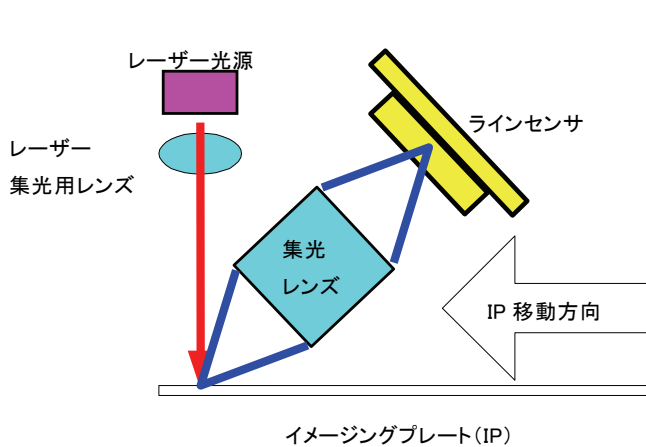 レーザー光源
ラインセンサ
レーザー
集光用レンズ
集光
レンズ
IP 移動方向
イメージングプレート(IP)